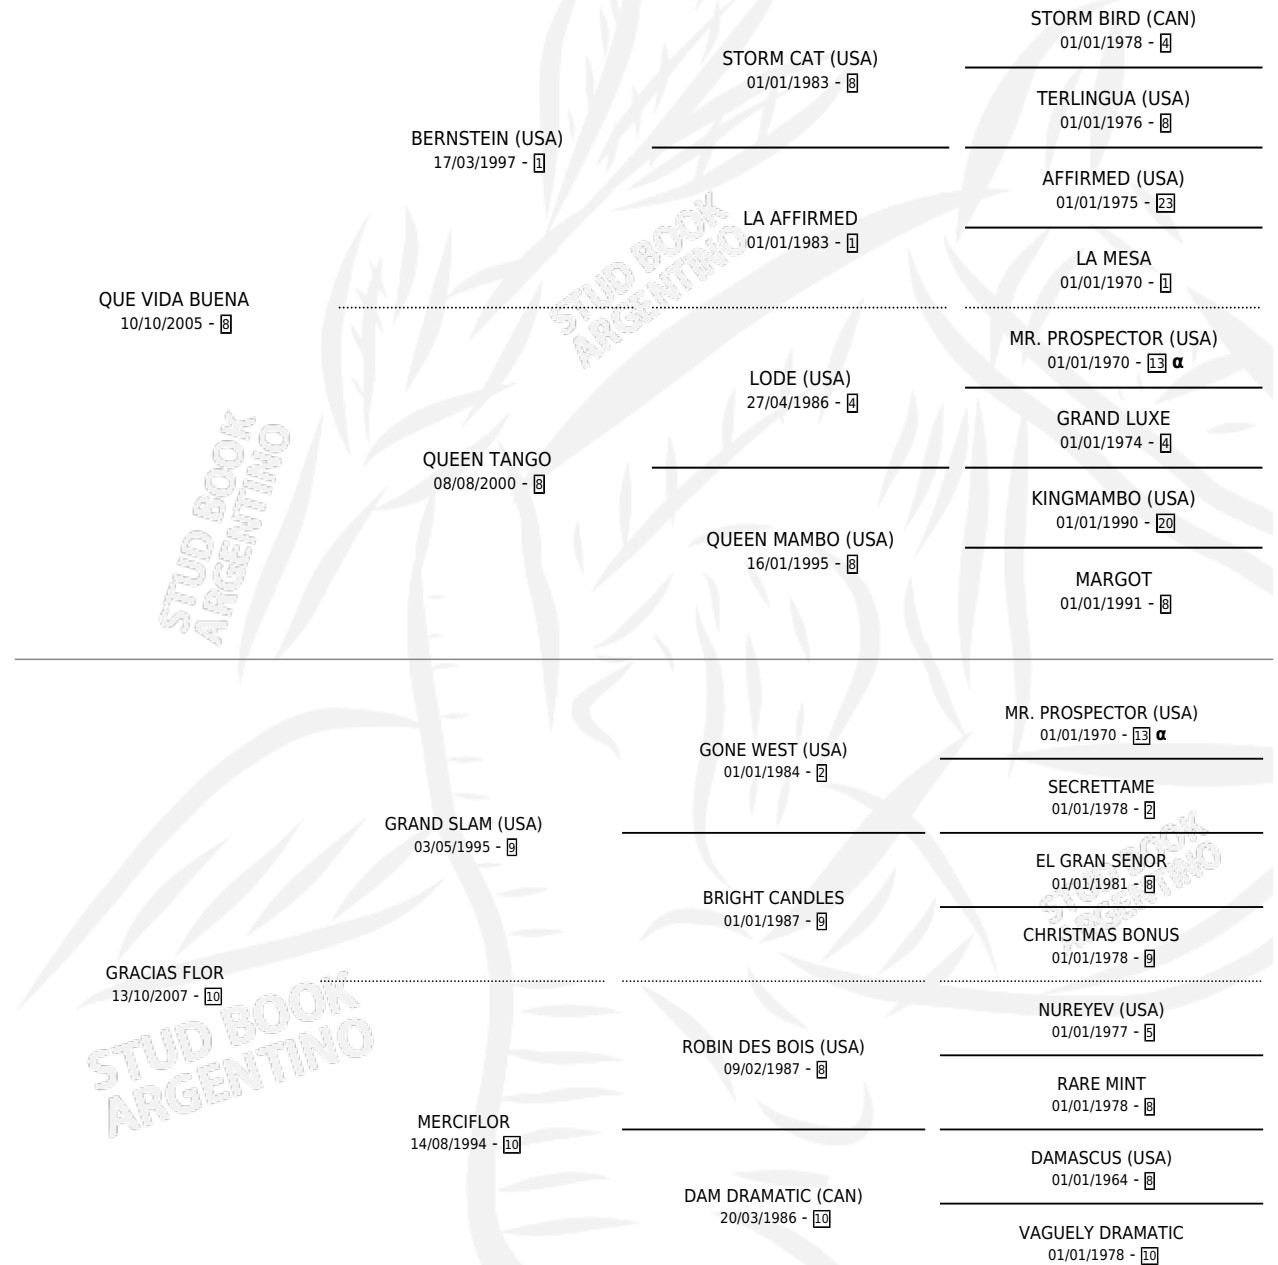 STORM BIRD (CAN)
01/01/1978 - 4
STORM CAT (USA)
01/01/1983 - 8
TERLINGUA (USA)
01/01/1976 - 8
BERNSTEIN (USA)
17/03/1997 - 1
AFFIRMED (USA)
01/01/1975 - 23
LA AFFIRMED
01/01/1983 - 1
LA MESA
01/01/1970 - 1
QUE VIDA BUENA
10/10/2005 - 8
MR. PROSPECTOR (USA)
01/01/1970 - 13 α
LODE (USA)
27/04/1986 - 4
GRAND LUXE
01/01/1974 - 4
QUEEN TANGO
08/08/2000 - 8
KINGMAMBO (USA)
01/01/1990 - 20
QUEEN MAMBO (USA)
16/01/1995 - 8
MARGOT
01/01/1991 - 8
MR. PROSPECTOR (USA)
01/01/1970 - 13 α
GONE WEST (USA)
01/01/1984 - 2
SECRETTAME
01/01/1978 - 2
GRAND SLAM (USA)
03/05/1995 - 9
EL GRAN SENOR
01/01/1981 - 8
BRIGHT CANDLES
01/01/1987 - 9
CHRISTMAS BONUS
01/01/1978 - 9
GRACIAS FLOR
13/10/2007 - 10
NUREYEV (USA)
01/01/1977 - 5
ROBIN DES BOIS (USA)
09/02/1987 - 8
RARE MINT
01/01/1978 - 8
MERCIFLOR
14/08/1994 - 10
DAMASCUS (USA)
01/01/1964 - 8
DAM DRAMATIC (CAN)
20/03/1986 - 10
VAGUELY DRAMATIC
01/01/1978 - 10
STUD BOOK
ARGENTINO
STUD BOOK
ARGENTINO
STUD BOOK
ARGENTINO
STUD BOOK
ARGENTINO